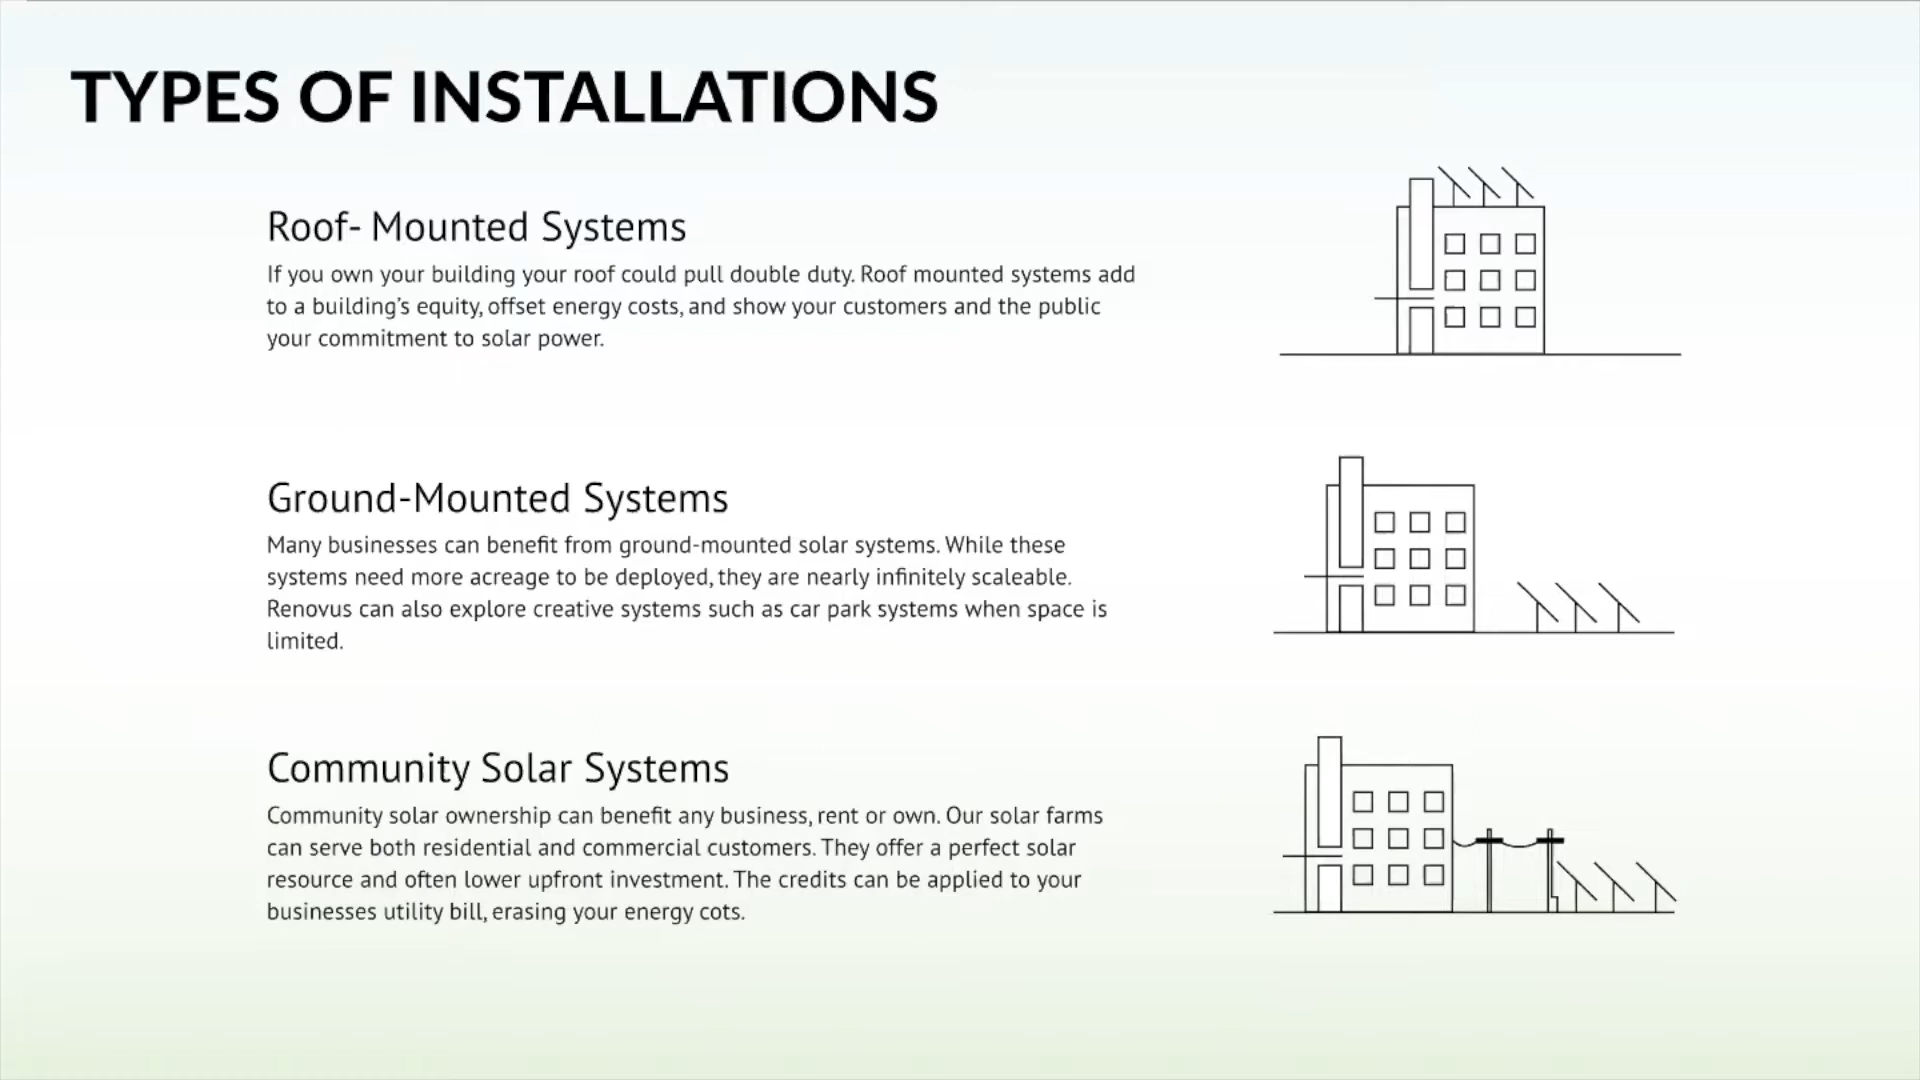 TYPES OF INSTALLATIONS
Roof- Mounted Systems
If you own your building your roof could pull double duty. Roof mounted systems add
to a building’s equity, offset energy costs, and show your customers and the public
your commitment to solar power.
Ground-Mounted Systems
Many businesses can benefit from ground-mounted solar systems. While these
systems need more acreage to be deployed, they are nearly infinitely scaleable.
Renovus can also explore creative systems such as car park systems when space is
limited.
Community Solar Systems
Community solar ownership can benefit any business, rent or own. Our solar farms
can serve both residential and commercial customers. They offer a perfect solar
resource and often lower upfront investment. The credits can be applied to your
businesses utility bill, erasing your energy cots.